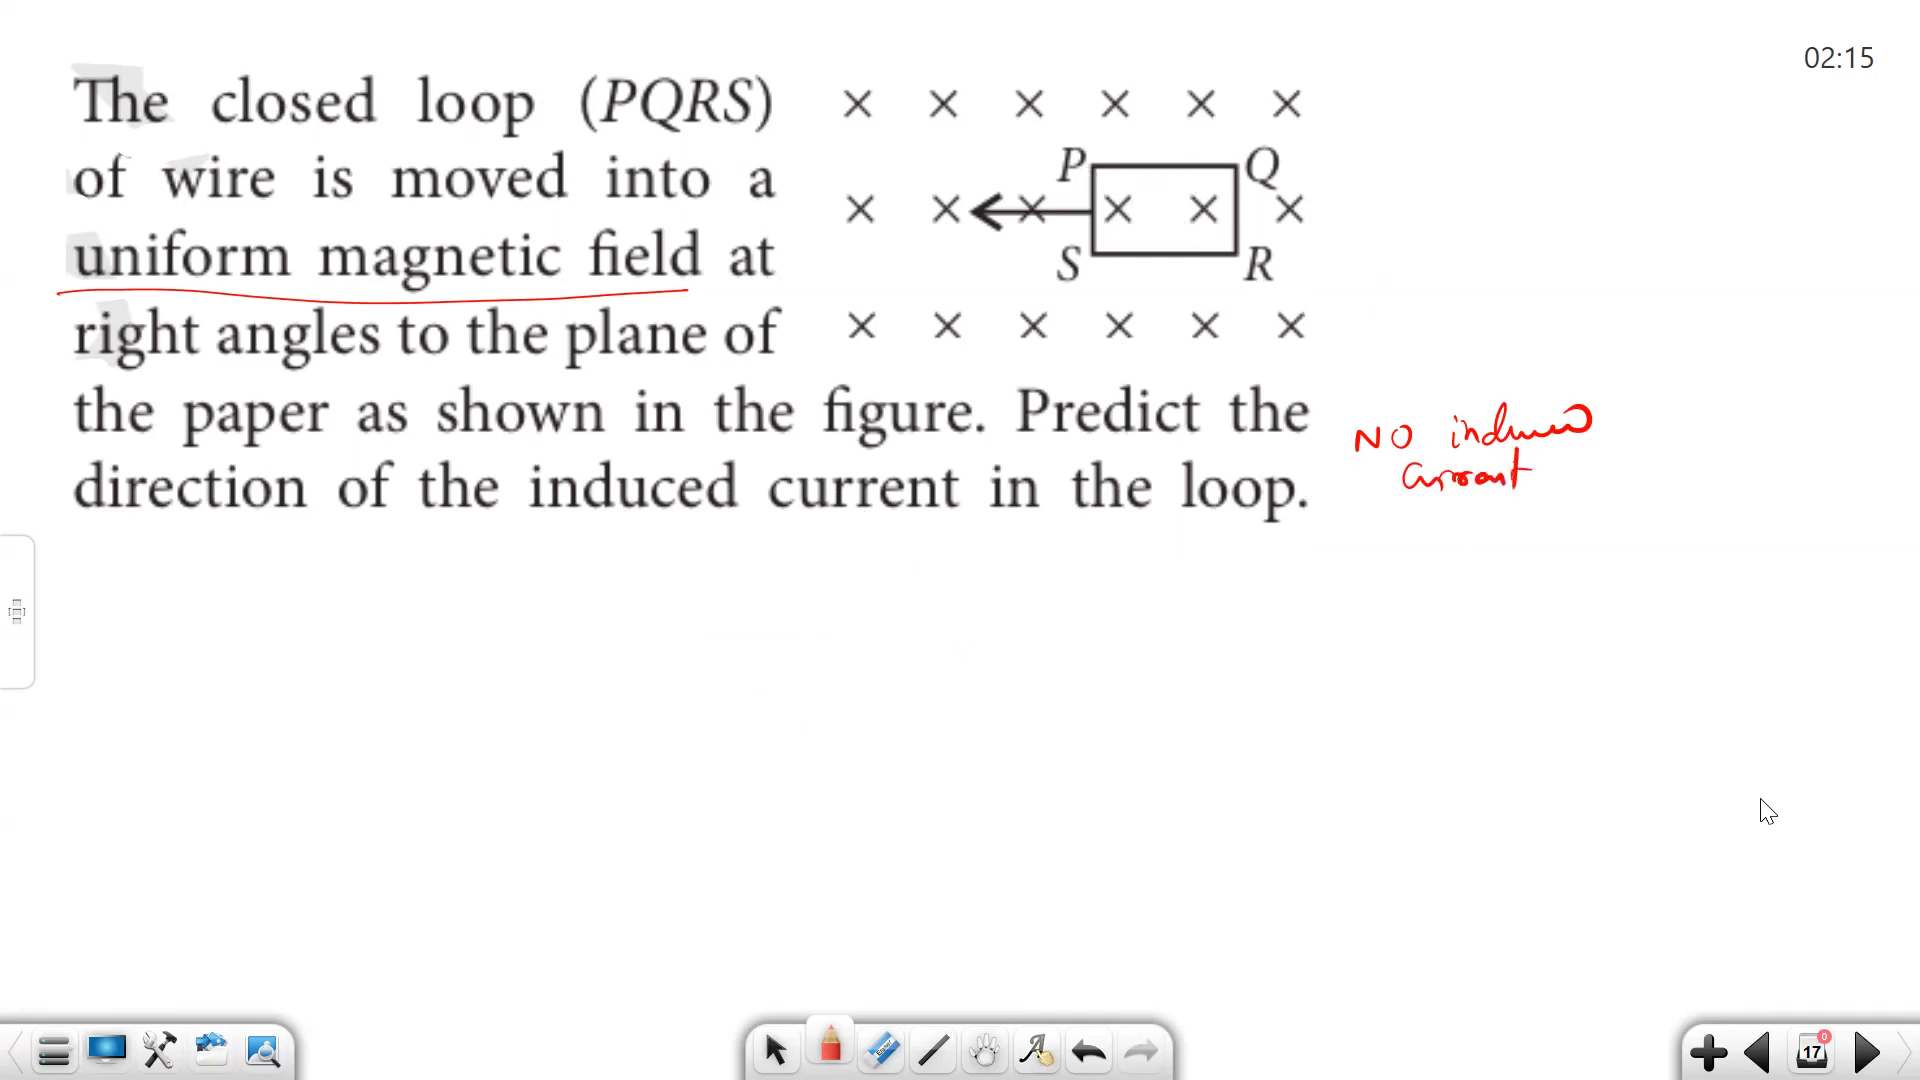 02:15
The closed loop (PQRS)
of wire is moved into a
uniform magnetic field at
right angles to the plane of
the paper as shown in the figure. Predict the
direction of the induced current in the loop.
× × × × × ×
P Q
× × × × × ×
S R
× × × × × ×
NO induced
current
Eraser
A
17
0